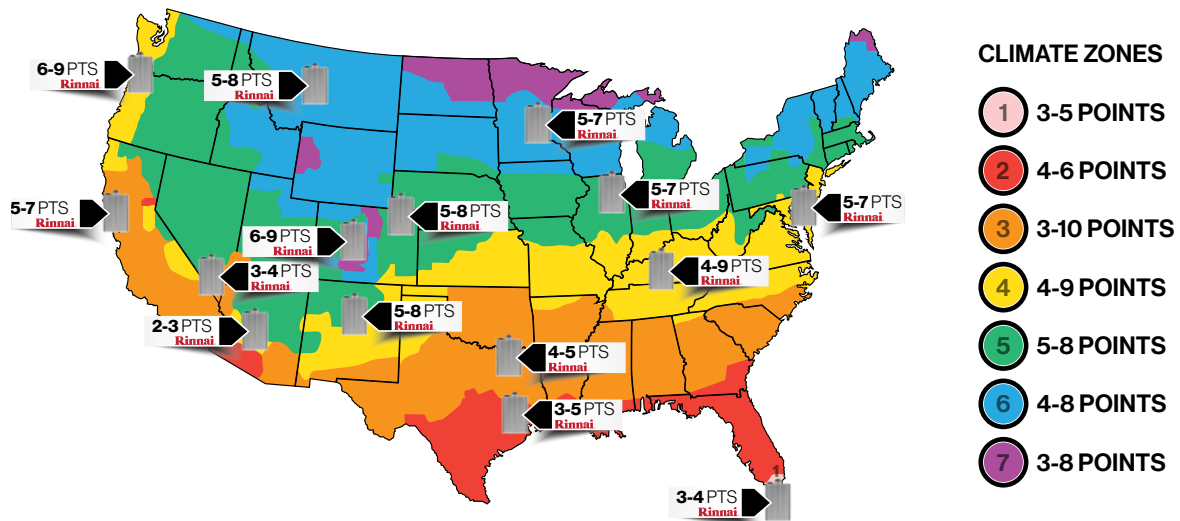 CLIMATE ZONES
1 3-5 POINTS
2 4-6 POINTS
3 3-10 POINTS
4 4-9 POINTS
5 5-8 POINTS
6 4-8 POINTS
7 3-8 POINTS
6-9 PTS
Rinnai
5-8 PTS
Rinnai
5-7 PTS
Rinnai
5-7 PTS
Rinnai
5-7 PTS
Rinnai
5-7 PTS
Rinnai
5-8 PTS
Rinnai
6-9 PTS
Rinnai
3-4 PTS
Rinnai
4-9 PTS
Rinnai
5-8 PTS
Rinnai
2-3 PTS
Rinnai
4-5 PTS
Rinnai
3-5 PTS
Rinnai
1
3-4 PTS
Rinnai